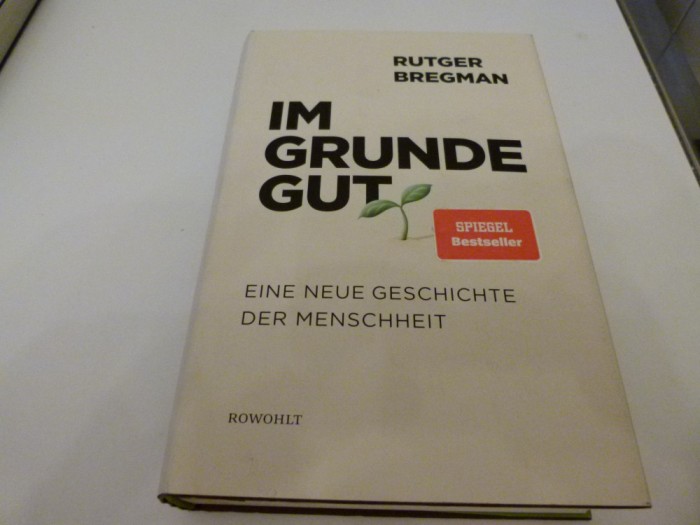 RUTGER
BREGMAN
IM
GRUNDE
GUT
SPIEGEL
Bestseller
EINE NEUE GESCHICHTE
DER MENSCHHEIT
ROWOHLT